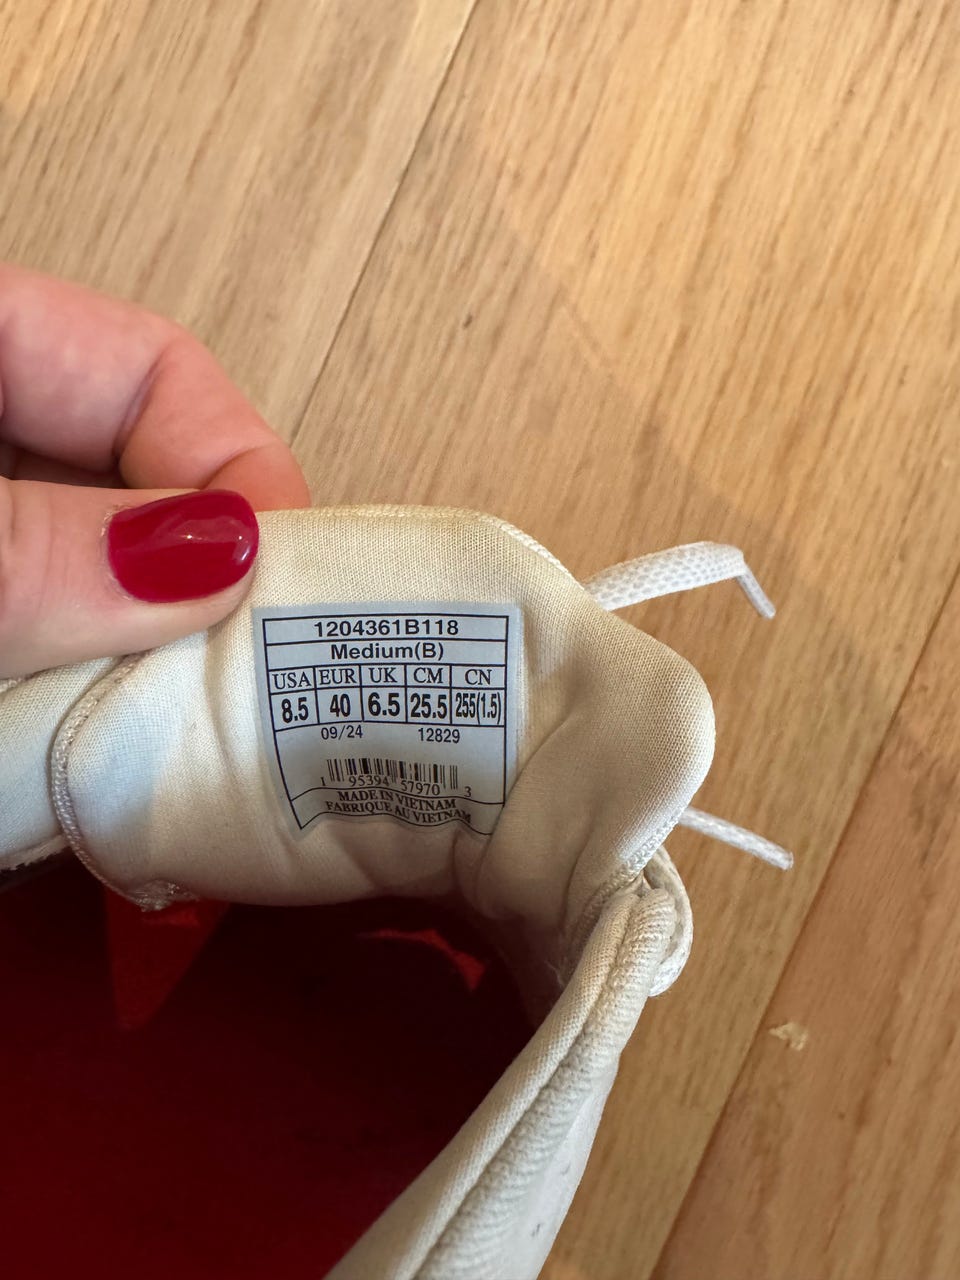 1204361B118
Medium(B)
USA EUR UK CM CN
8.5 40 6.5 25.5 255(1.5)
09/24 12829
1 95394 57970 3
MADE IN VIETNAM
FABRIQUE AU VIETNAM